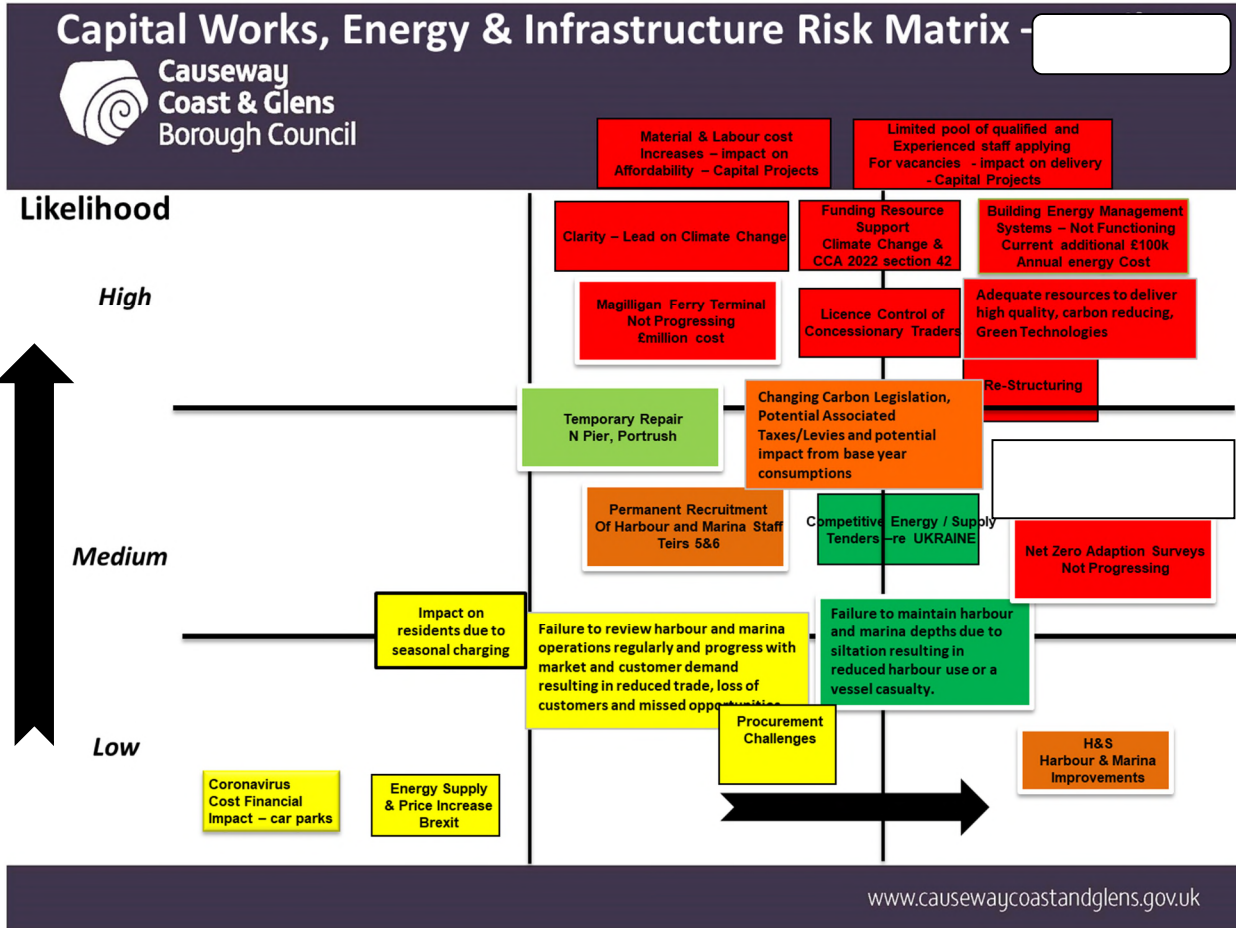 Capital Works, Energy & Infrastructure Risk Matrix -
Causeway
Coast & Glens
Borough Council
Material & Labour cost
Increases – impact on
Affordability – Capital Projects
Limited pool of qualified and
Experienced staff applying
For vacancies - impact on delivery
- Capital Projects
Likelihood
Clarity – Lead on Climate Change
Funding Resource
Support
Climate Change &
CCA 2022 section 42
Building Energy Management
Systems – Not Functioning
Current additional £100k
Annual energy Cost
High
Magilligan Ferry Terminal
Not Progressing
£million cost
Licence Control of
Concessionary Traders
Adequate resources to deliver
high quality, carbon reducing,
Green Technologies
Re-Structuring
Temporary Repair
N Pier, Portrush
Changing Carbon Legislation,
Potential Associated
Taxes/Levies and potential
impact from base year
consumptions
Permanent Recruitment
Of Harbour and Marina Staff
Teirs 5&6
Competitive Energy / Supply
Tenders –re UKRAINE
Net Zero Adaption Surveys
Not Progressing
Medium
Impact on
residents due to
seasonal charging
Failure to review harbour and marina
operations regularly and progress with
market and customer demand
resulting in reduced trade, loss of
customers and missed opportunities
Failure to maintain harbour
and marina depths due to
siltation resulting in
reduced harbour use or a
vessel casualty.
Procurement
Challenges
Low
H&S
Harbour & Marina
Improvements
Coronavirus
Cost Financial
Impact – car parks
Energy Supply
& Price Increase
Brexit
www.causewaycoastandglens.gov.uk